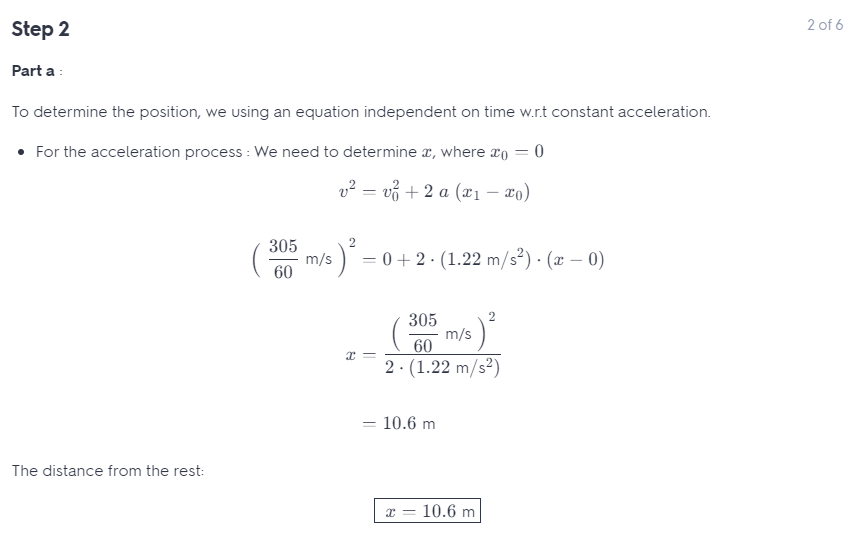 Step 2
2 of 6
Part a :
To determine the position, we using an equation independent on time w.r.t constant acceleration.
• For the acceleration process : We need to determine x, where x₀ = 0
v² = v₀² + 2 a (x₁ − x₀)
(305/60 m/s)² = 0 + 2 · (1.22 m/s²) · (x − 0)
x = (305/60 m/s)² / 2 · (1.22 m/s²)
= 10.6 m
The distance from the rest:
x = 10.6 m